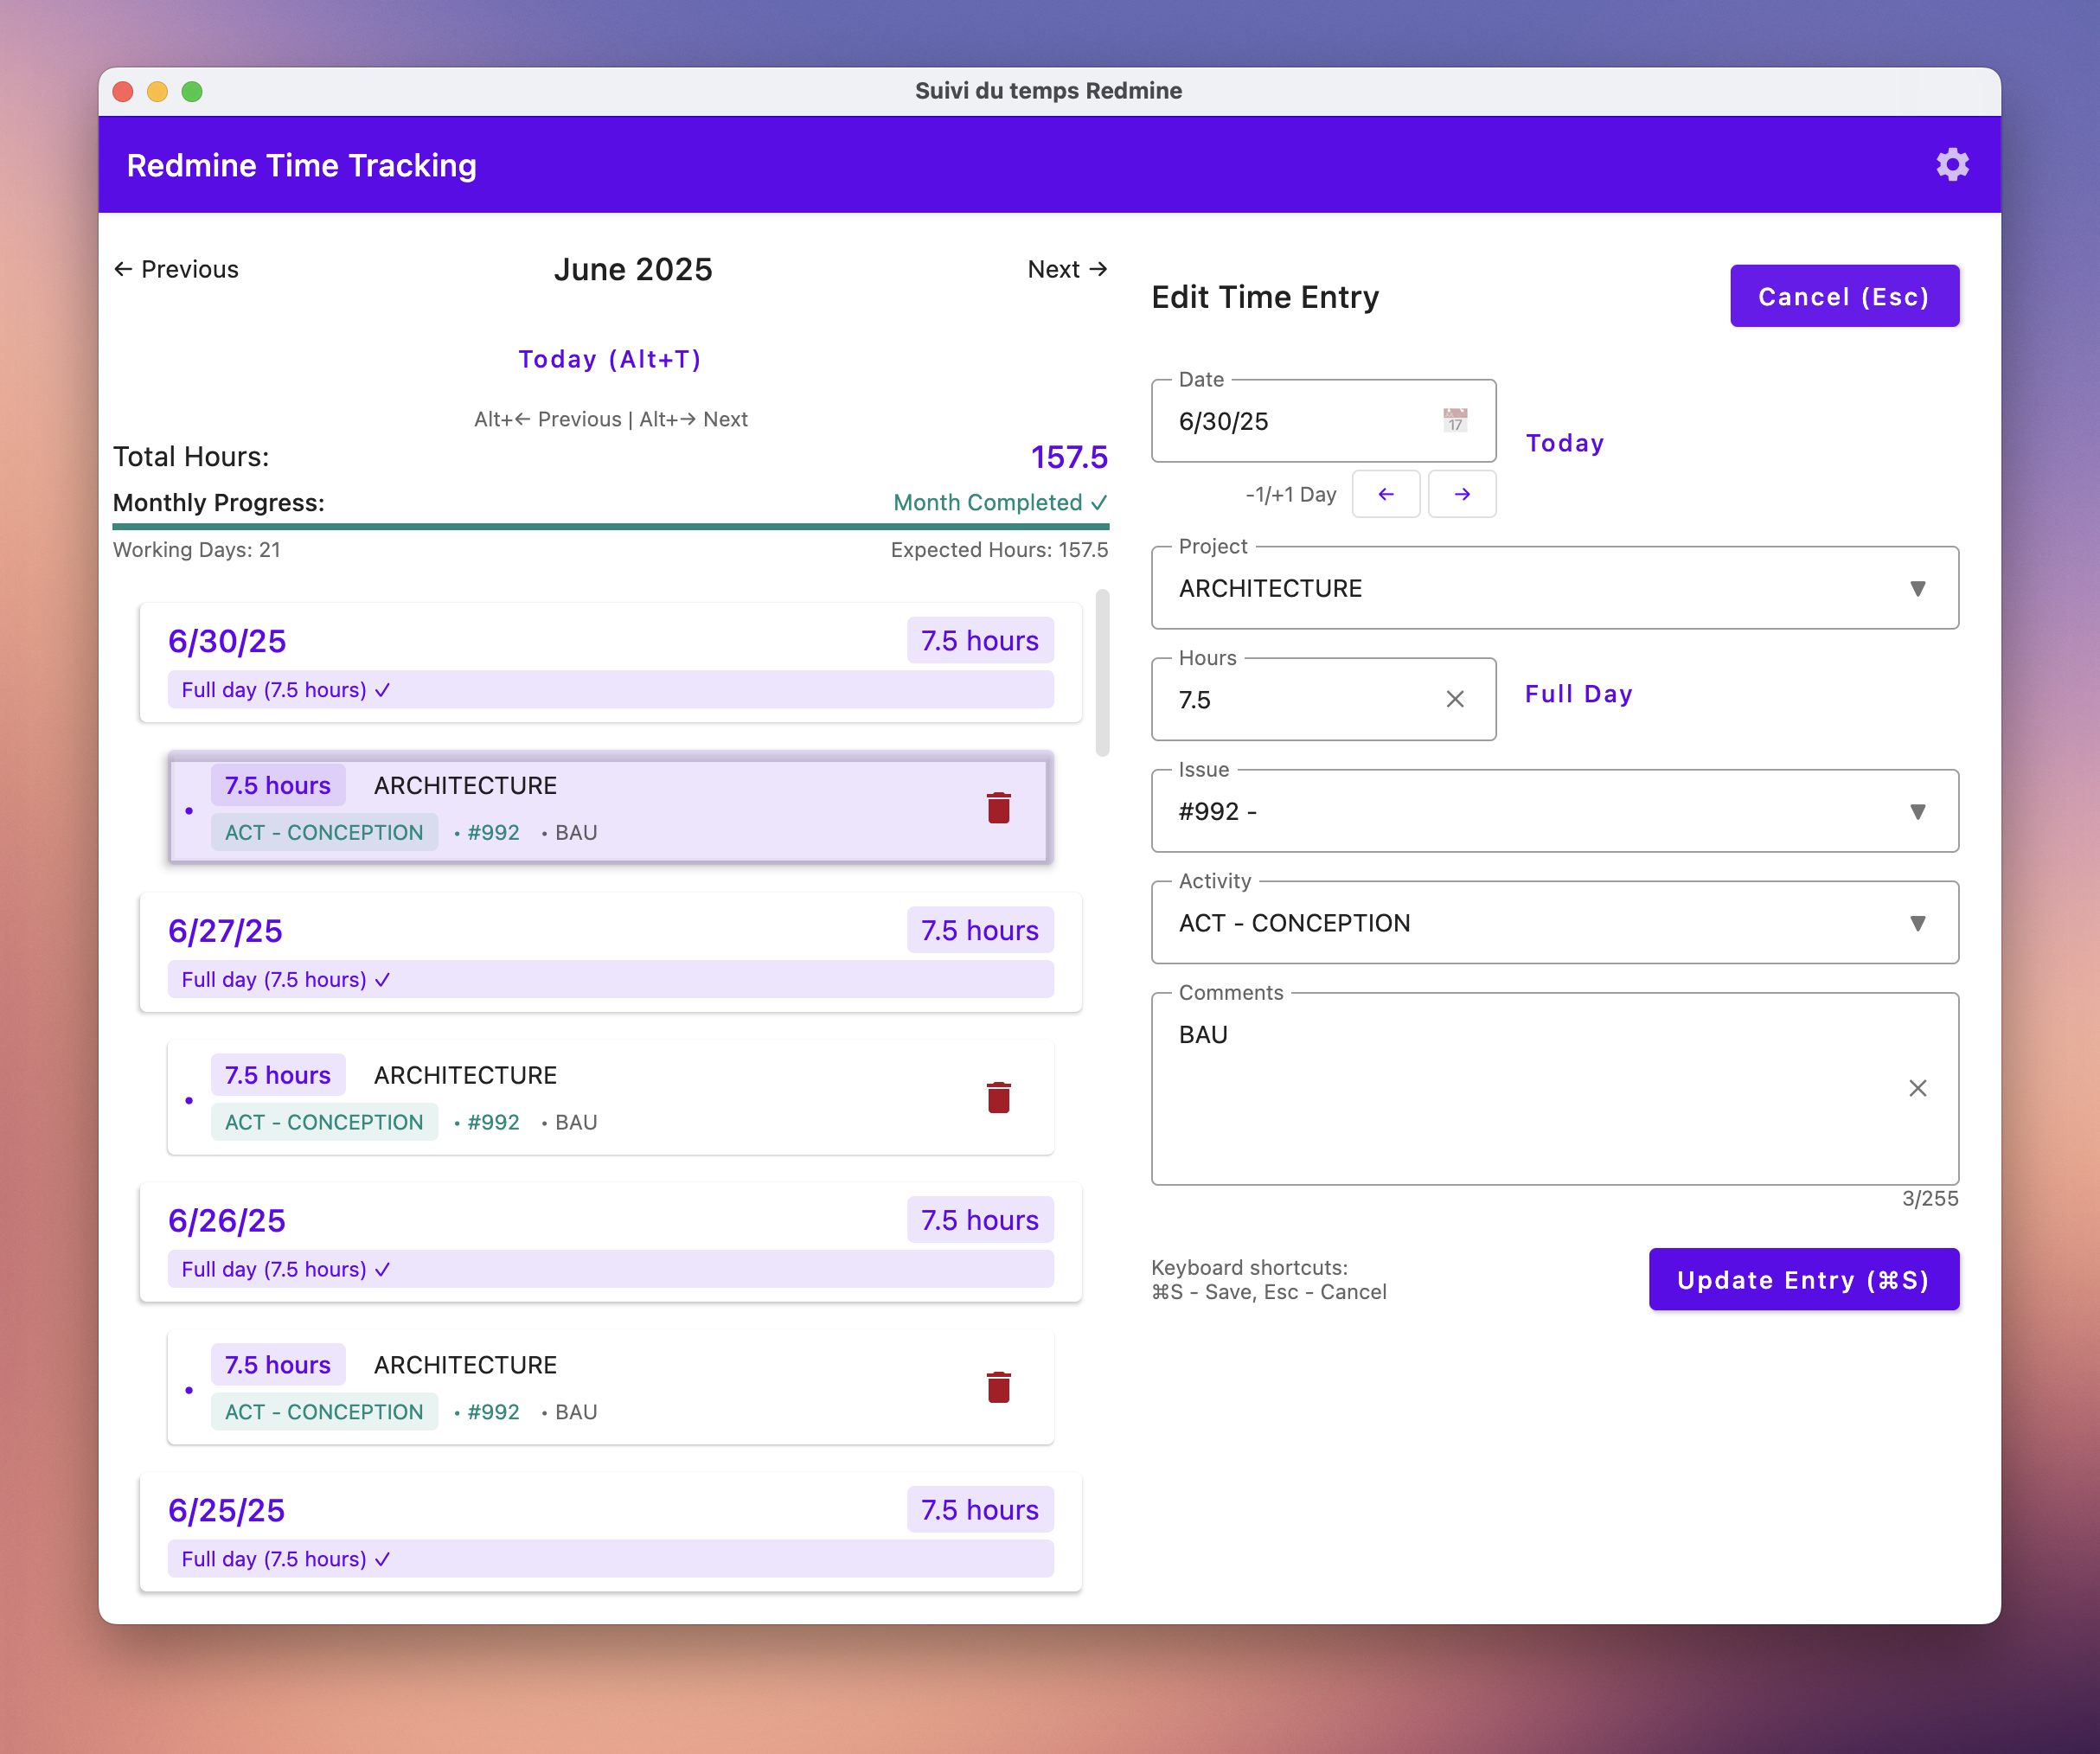 Suivi du temps Redmine
Redmine Time Tracking
← Previous
June 2025
Next →
Today (Alt+T)
Alt+← Previous | Alt+→ Next
Total Hours:
157.5
Monthly Progress:
Month Completed ✓
Working Days: 21
Expected Hours: 157.5
6/30/25
7.5 hours
Full day (7.5 hours) ✓
7.5 hours ARCHITECTURE
ACT - CONCEPTION • #992 • BAU
6/27/25
7.5 hours
Full day (7.5 hours) ✓
7.5 hours ARCHITECTURE
ACT - CONCEPTION • #992 • BAU
6/26/25
7.5 hours
Full day (7.5 hours) ✓
7.5 hours ARCHITECTURE
ACT - CONCEPTION • #992 • BAU
6/25/25
7.5 hours
Full day (7.5 hours) ✓
Edit Time Entry
Cancel (Esc)
Date
6/30/25
17
Today
-1/+1 Day ← →
Project
ARCHITECTURE
Hours
7.5
Full Day
Issue
#992 -
Activity
ACT - CONCEPTION
Comments
BAU
3/255
Keyboard shortcuts:
⌘S - Save, Esc - Cancel
Update Entry (⌘S)